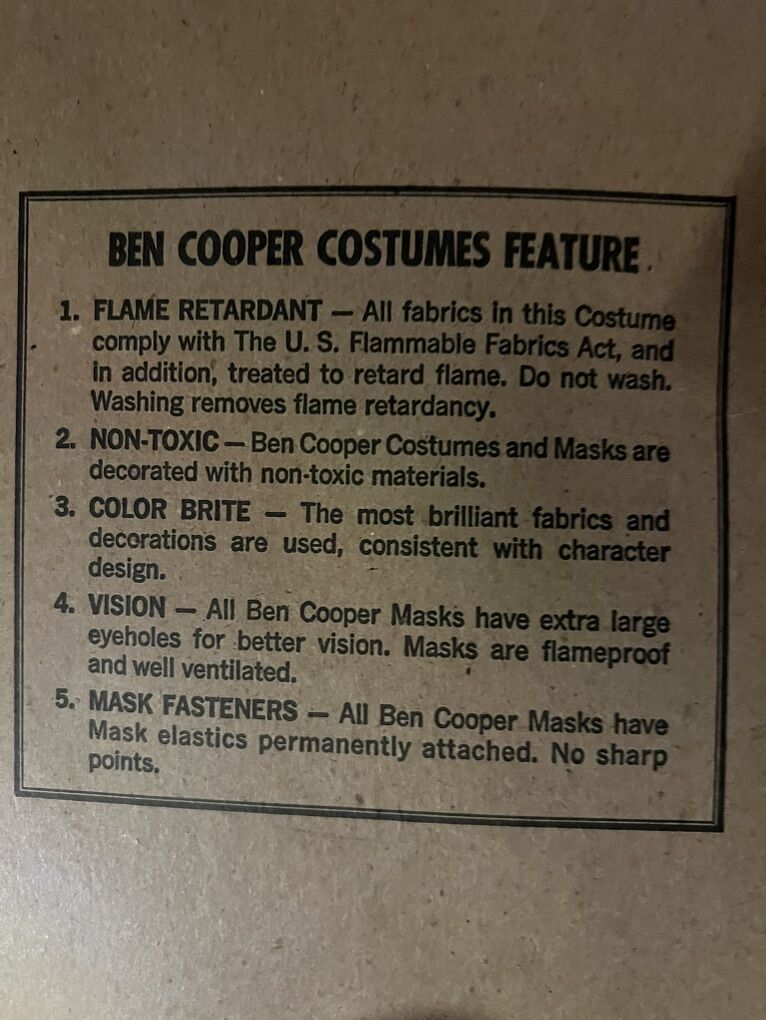 BEN COOPER COSTUMES FEATURE
1. FLAME RETARDANT — All fabrics in this Costume
comply with The U. S. Flammable Fabrics Act, and
in addition, treated to retard flame. Do not wash.
Washing removes flame retardancy.
2. NON-TOXIC — Ben Cooper Costumes and Masks are
decorated with non-toxic materials.
3. COLOR BRITE — The most brilliant fabrics and
decorations are used, consistent with character
design.
4. VISION — All Ben Cooper Masks have extra large
eyeholes for better vision. Masks are flameproof
and well ventilated.
5. MASK FASTENERS — All Ben Cooper Masks have
Mask elastics permanently attached. No sharp
points.